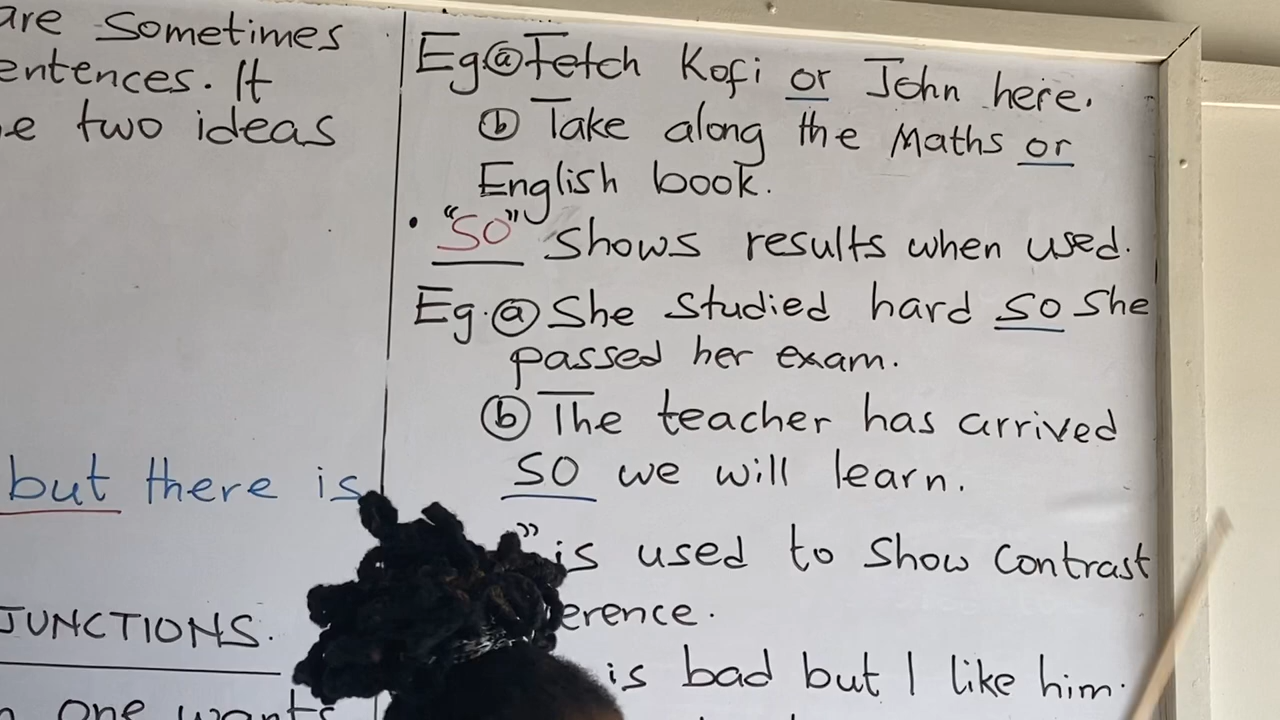 are sometimes
entences. It
two ideas
but there is
JUNCTIONS.
one wants
Eg ⓐ Fetch Kofi or John here.
ⓑ Take along the Maths or
English book.
• "SO" shows results when used.
Eg. ⓐ She studied hard so she
passed her exam.
ⓑ The teacher has arrived
so we will learn.
" is used to show contrast
erence.
is bad but I like him.